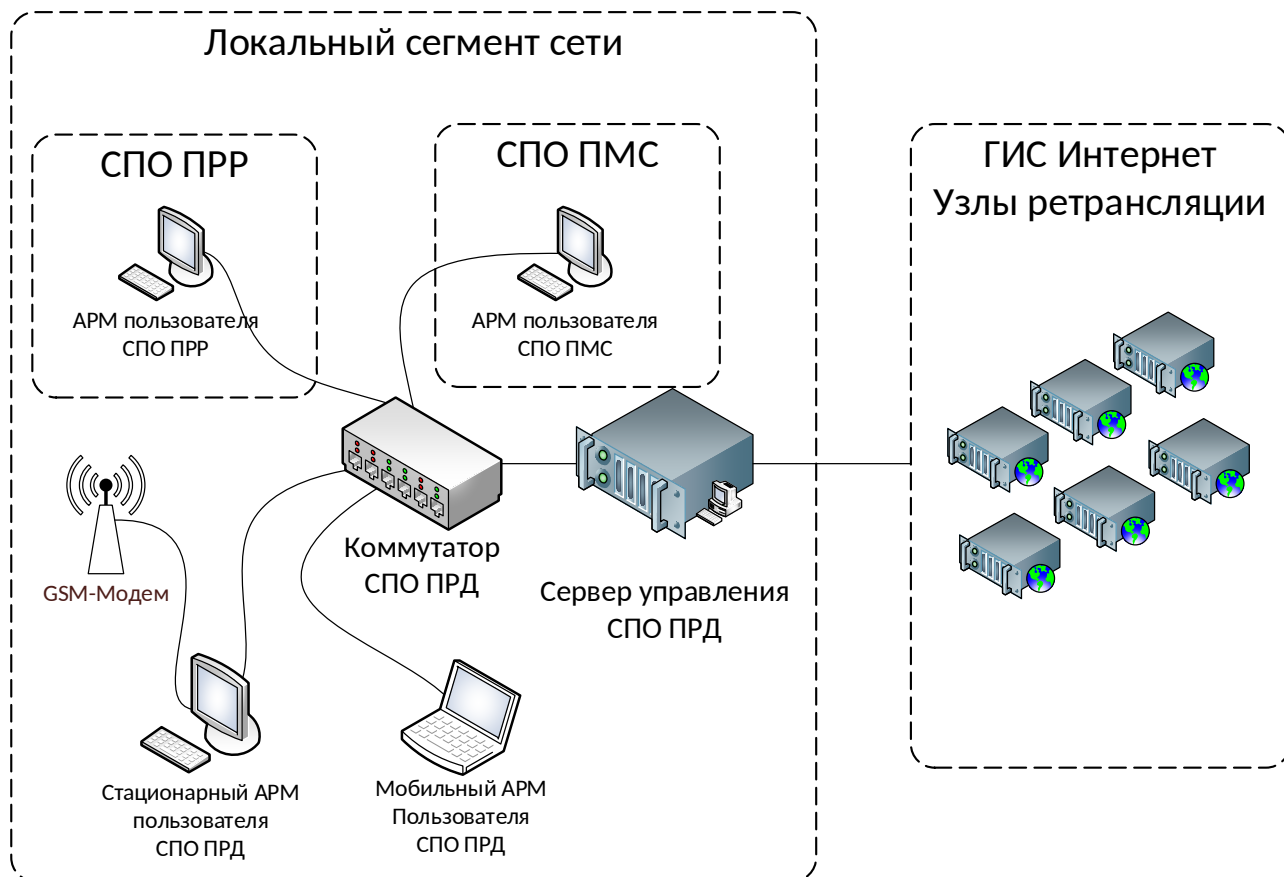 Локальный сегмент сети
СПО ПРР
АРМ пользователя
СПО ПРР
СПО ПМС
АРМ пользователя
СПО ПМС
ГИС Интернет
Узлы ретрансляции
GSM-Модем
Коммутатор
СПО ПРД
Сервер управления
СПО ПРД
Стационарный АРМ
пользователя
СПО ПРД
Мобильный АРМ
Пользователя
СПО ПРД